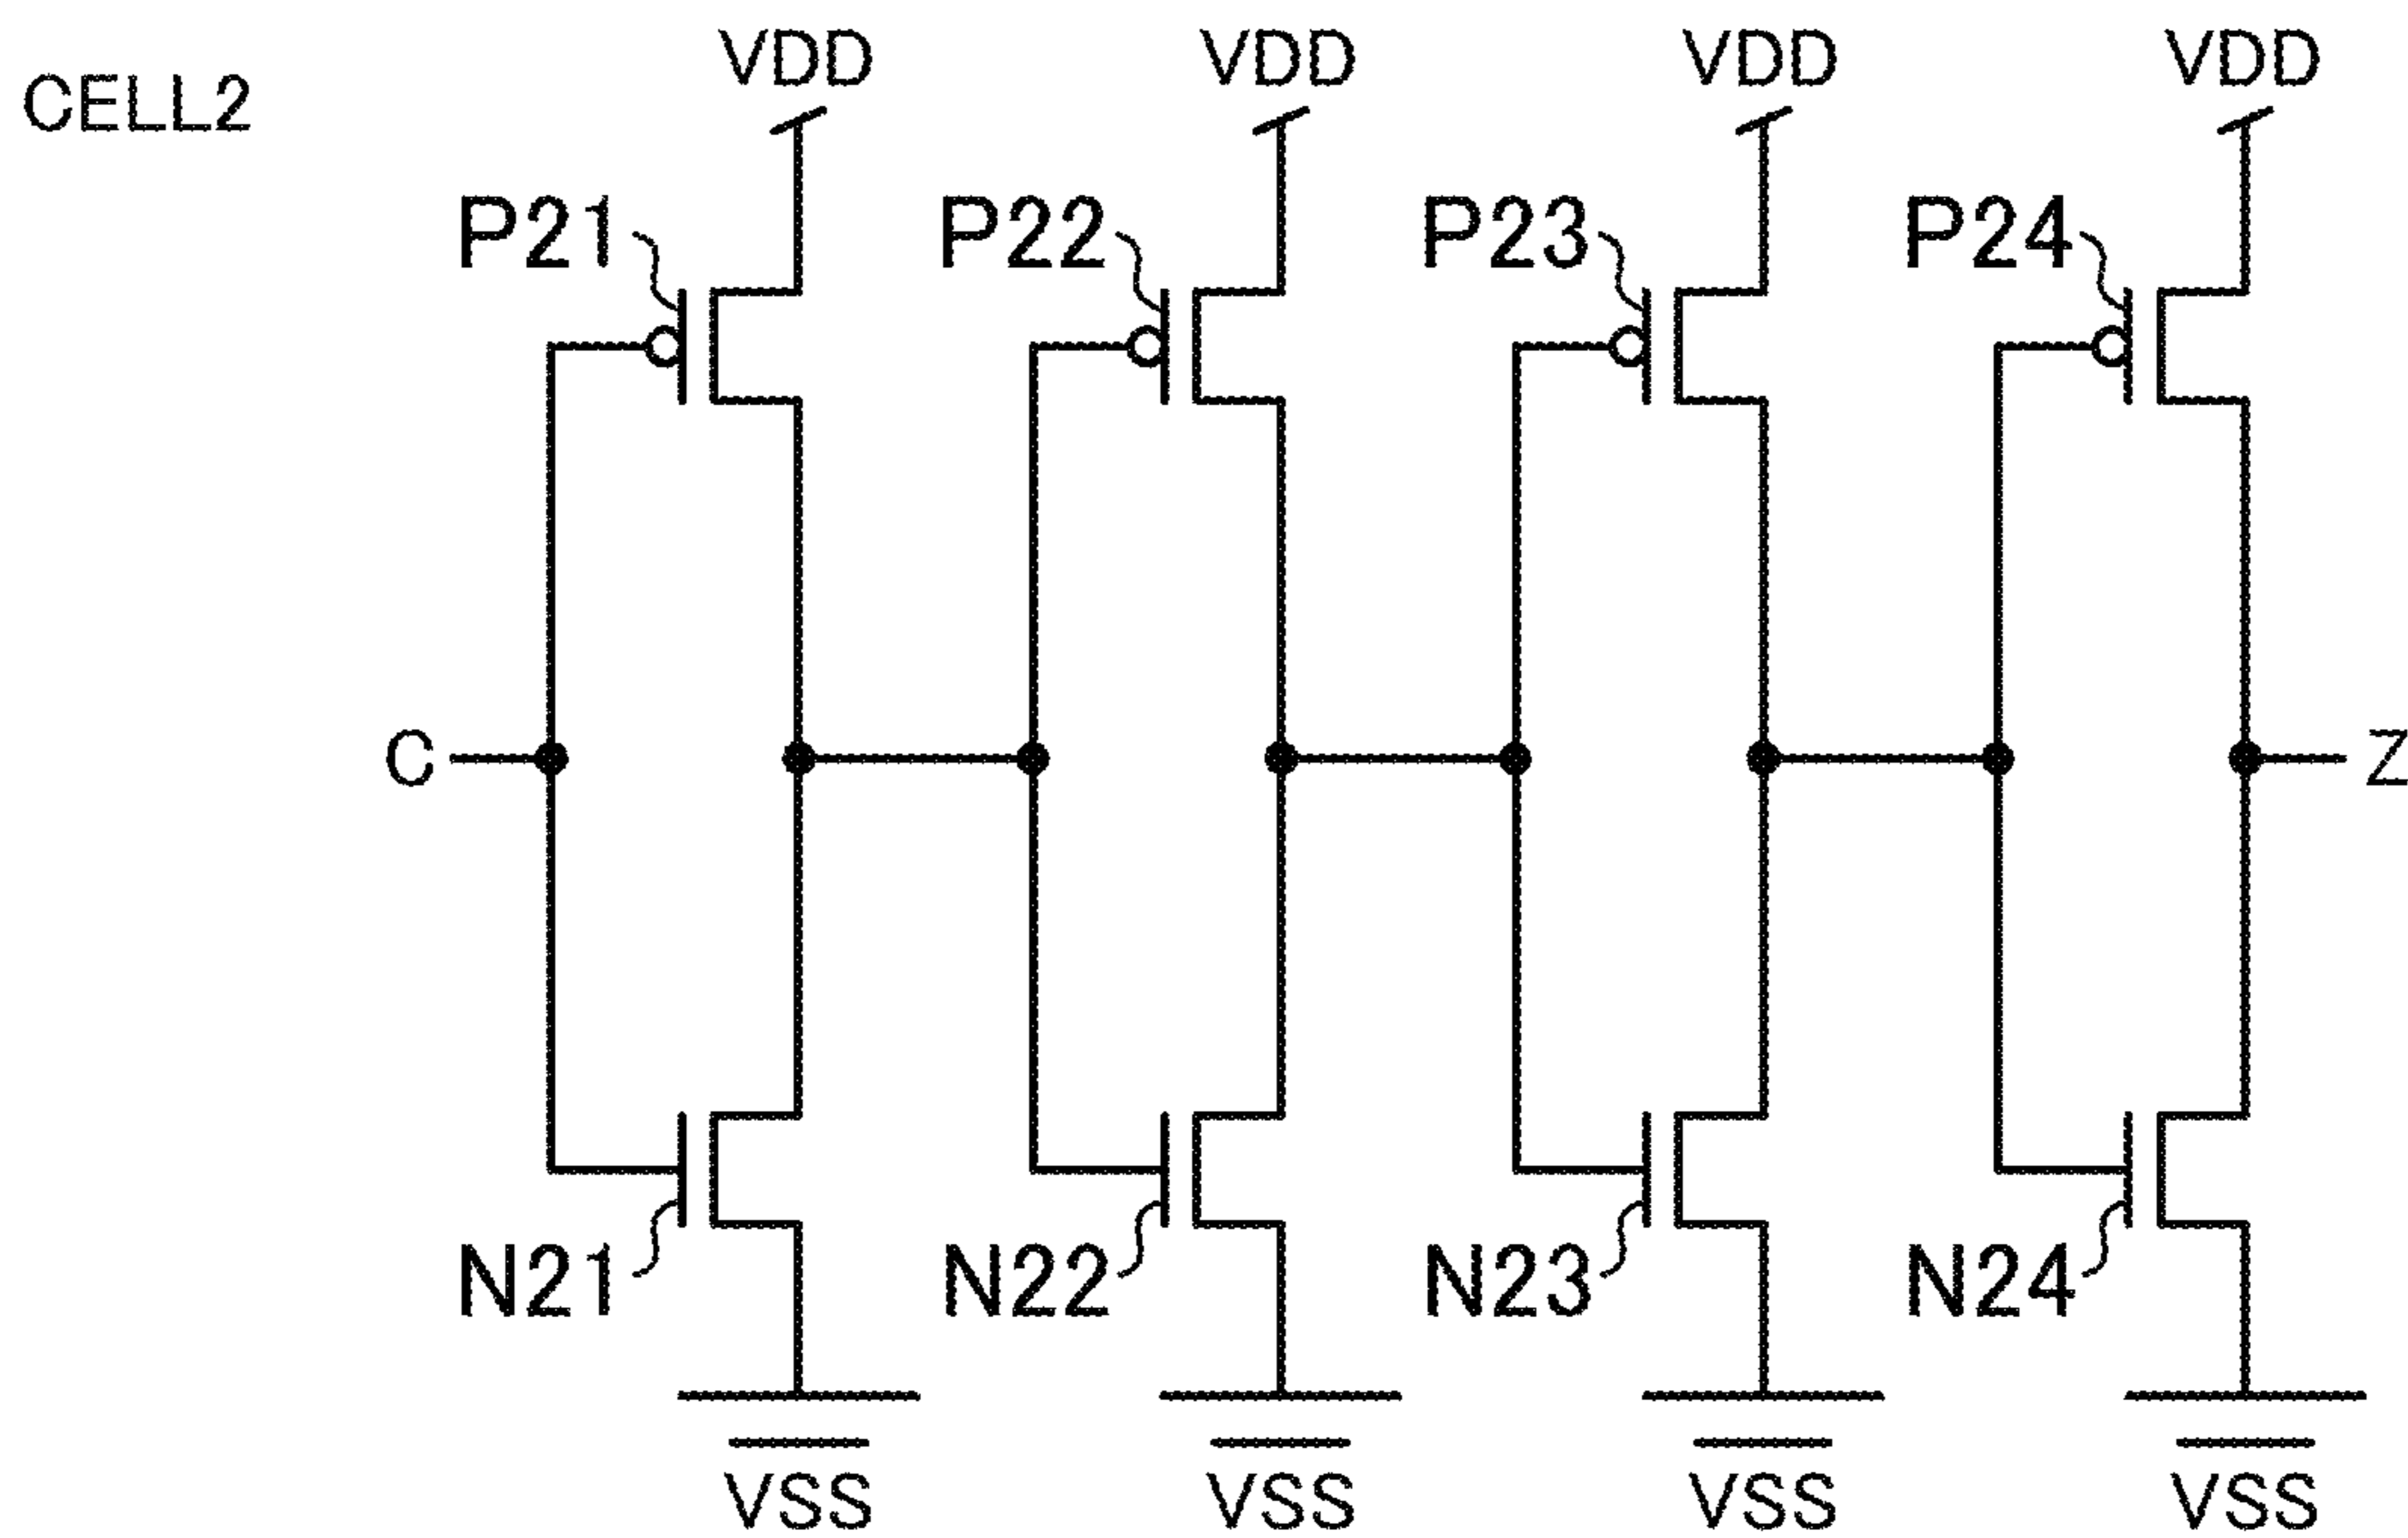 CELL2
VDD VDD VDD VDD
P21 P22 P23 P24
C Z
N21 N22 N23 N24
VSS VSS VSS VSS